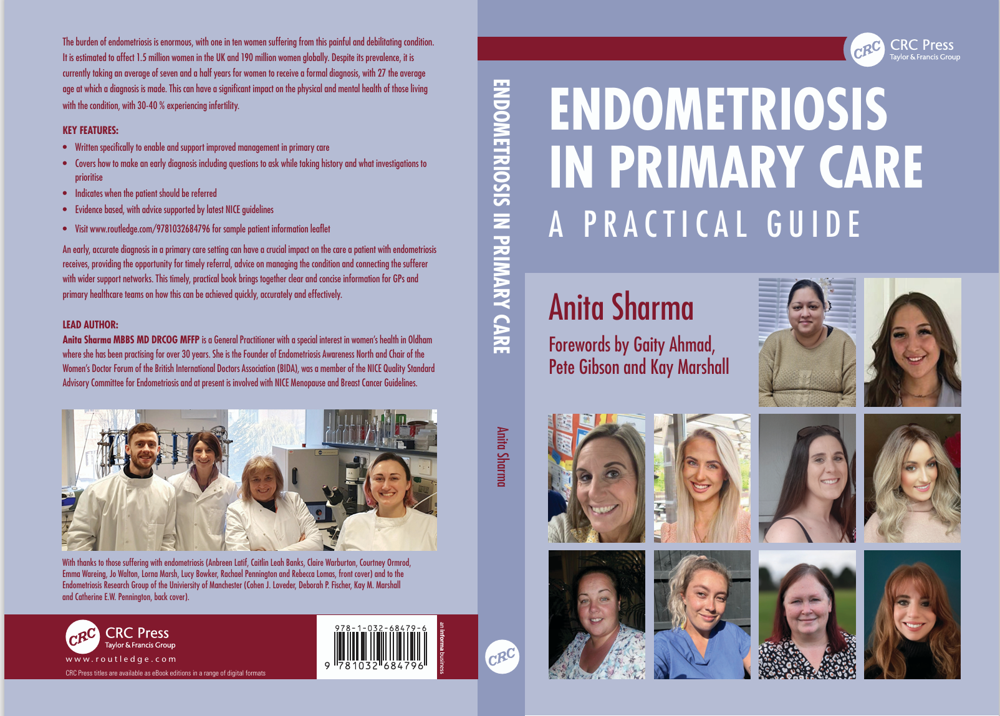 The burden of endometriosis is enormous, with one in ten women suffering from this painful and debilitating condition.
It is estimated to affect 1.5 million women in the UK and 190 million women globally. Despite its prevalence, it is
currently taking an average of seven and a half years for women to receive a formal diagnosis, with 27 the average
age at which a diagnosis is made. This can have a significant impact on the physical and mental health of those living
with the condition, with 30-40 % experiencing infertility.
KEY FEATURES:
• Written specifically to enable and support improved management in primary care
• Covers how to make an early diagnosis including questions to ask while taking history and what investigations to
prioritise
• Indicates when the patient should be referred
• Evidence based, with advice supported by latest NICE guidelines
• Visit www.routledge.com/9781032684796 for sample patient information leaflet
An early, accurate diagnosis in a primary care setting can have a crucial impact on the care a patient with endometriosis
receives, providing the opportunity for timely referral, advice on managing the condition and connecting the sufferer
with wider support networks. This timely, practical book brings together clear and concise information for GPs and
primary healthcare teams on how this can be achieved quickly, accurately and effectively.
LEAD AUTHOR:
Anita Sharma MBBS MD DRCOG MFFP is a General Practitioner with a special interest in women's health in Oldham
where she has been practising for over 30 years. She is the Founder of Endometriosis Awareness North and Chair of the
Women's Doctor Forum of the British International Doctors Association (BIDA), was a member of the NICE Quality Standard
Advisory Committee for Endometriosis and at present is involved with NICE Menopause and Breast Cancer Guidelines.
With thanks to those suffering with endometriosis (Anbreen Latif, Caitlin Leah Banks, Claire Warburton, Courtney Ormrod,
Emma Wareing, Jo Walton, Lorna Marsh, Lucy Bowker, Rachael Pennington and Rebecca Lomas, front cover) and to the
Endometriosis Research Group of the Univiersity of Manchester (Cohen J. Loveder, Deborah P. Fischer, Kay M. Marshall
and Catherine E.W. Pennington, back cover).
CRC
CRC Press
Taylor & Francis Group
www.routledge.com
CRC Press titles are available as eBook editions in a range of digital formats
978-1-032-68479-6
9 781032 684796
an informa business
ENDOMETRIOSIS IN PRIMARY CARE
Anita Sharma
CRC
CRC
CRC Press
Taylor & Francis Group
ENDOMETRIOSIS
IN PRIMARY CARE
A PRACTICAL GUIDE
Anita Sharma
Forewords by Gaity Ahmad,
Pete Gibson and Kay Marshall